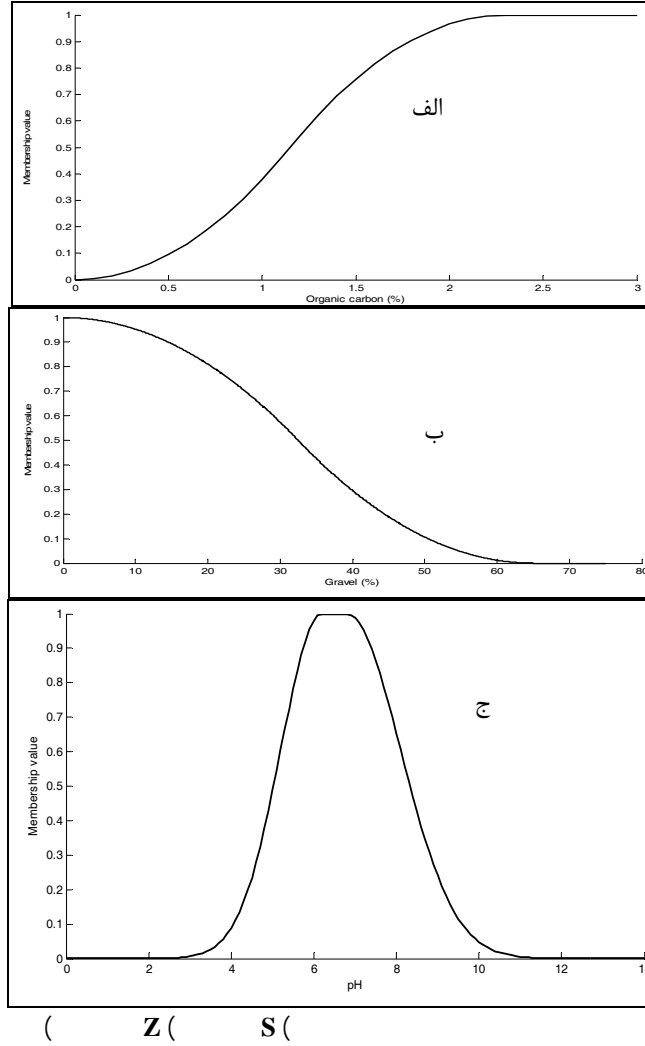 1
0.9
0.8
0.7
0.6
0.5
0.4
0.3
0.2
0.1
0
Membership value
الف
0 0.5 1 1.5 2 2.5 3
Organic carbon (%)
1
0.9
0.8
0.7
0.6
0.5
0.4
0.3
0.2
0.1
0
Membership value
ب
0 10 20 30 40 50 60 70 80
Gravel (%)
1
0.9
0.8
0.7
0.6
0.5
0.4
0.3
0.2
0.1
0
Membership value
ج
0 2 4 6 8 10 12 14
pH
( Z ( S (